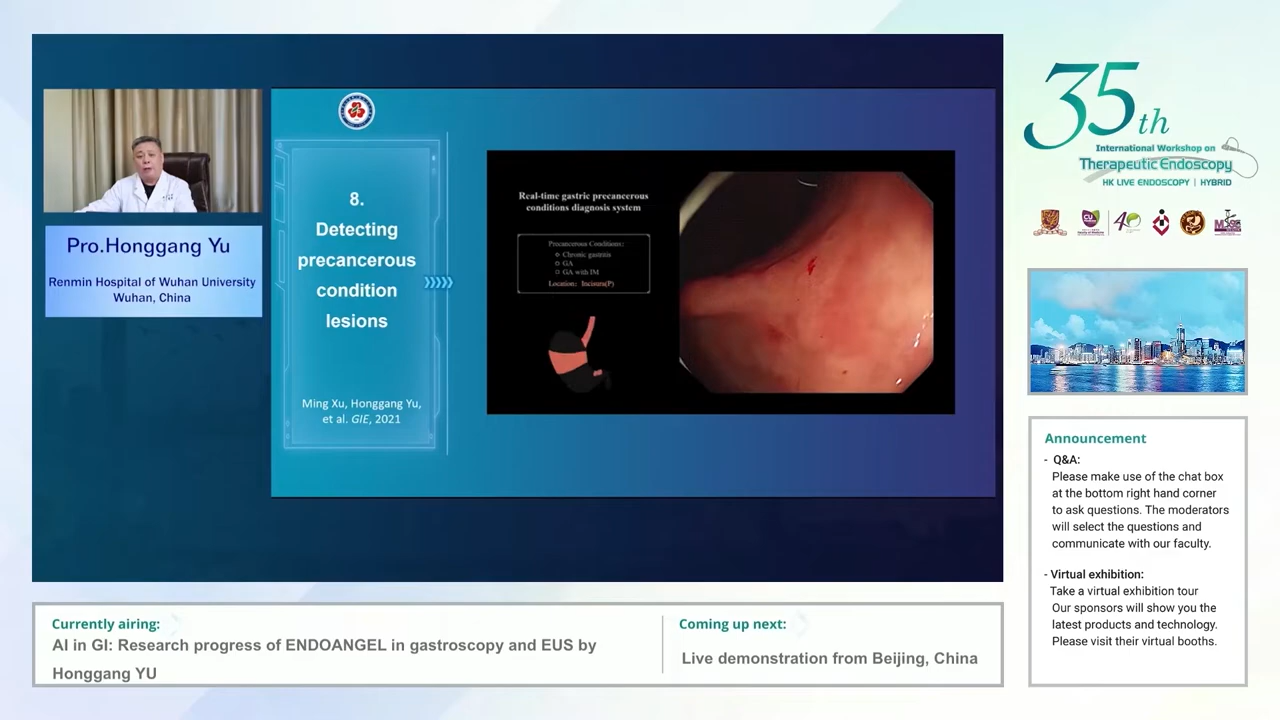 Pro.Honggang Yu
Renmin Hospital of Wuhan University
Wuhan, China
8.
Detecting
precancerous
condition
lesions
Ming Xu, Honggang Yu,
et al. GIE, 2021
Real-time gastric precancerous
conditions diagnosis system
Precancerous Conditions:
Chronic gastritis
GA
GA with IM
Location: Incisura(P)
35th
International Workshop on
Therapeutic Endoscopy
HK LIVE ENDOSCOPY | HYBRID
Announcement
- Q&A:
Please make use of the chat box
at the bottom right hand corner
to ask questions. The moderators
will select the questions and
communicate with our faculty.
- Virtual exhibition:
Take a virtual exhibition tour
Our sponsors will show you the
latest products and technology.
Please visit their virtual booths.
Currently airing:
AI in GI: Research progress of ENDOANGEL in gastroscopy and EUS by
Honggang YU
Coming up next:
Live demonstration from Beijing, China